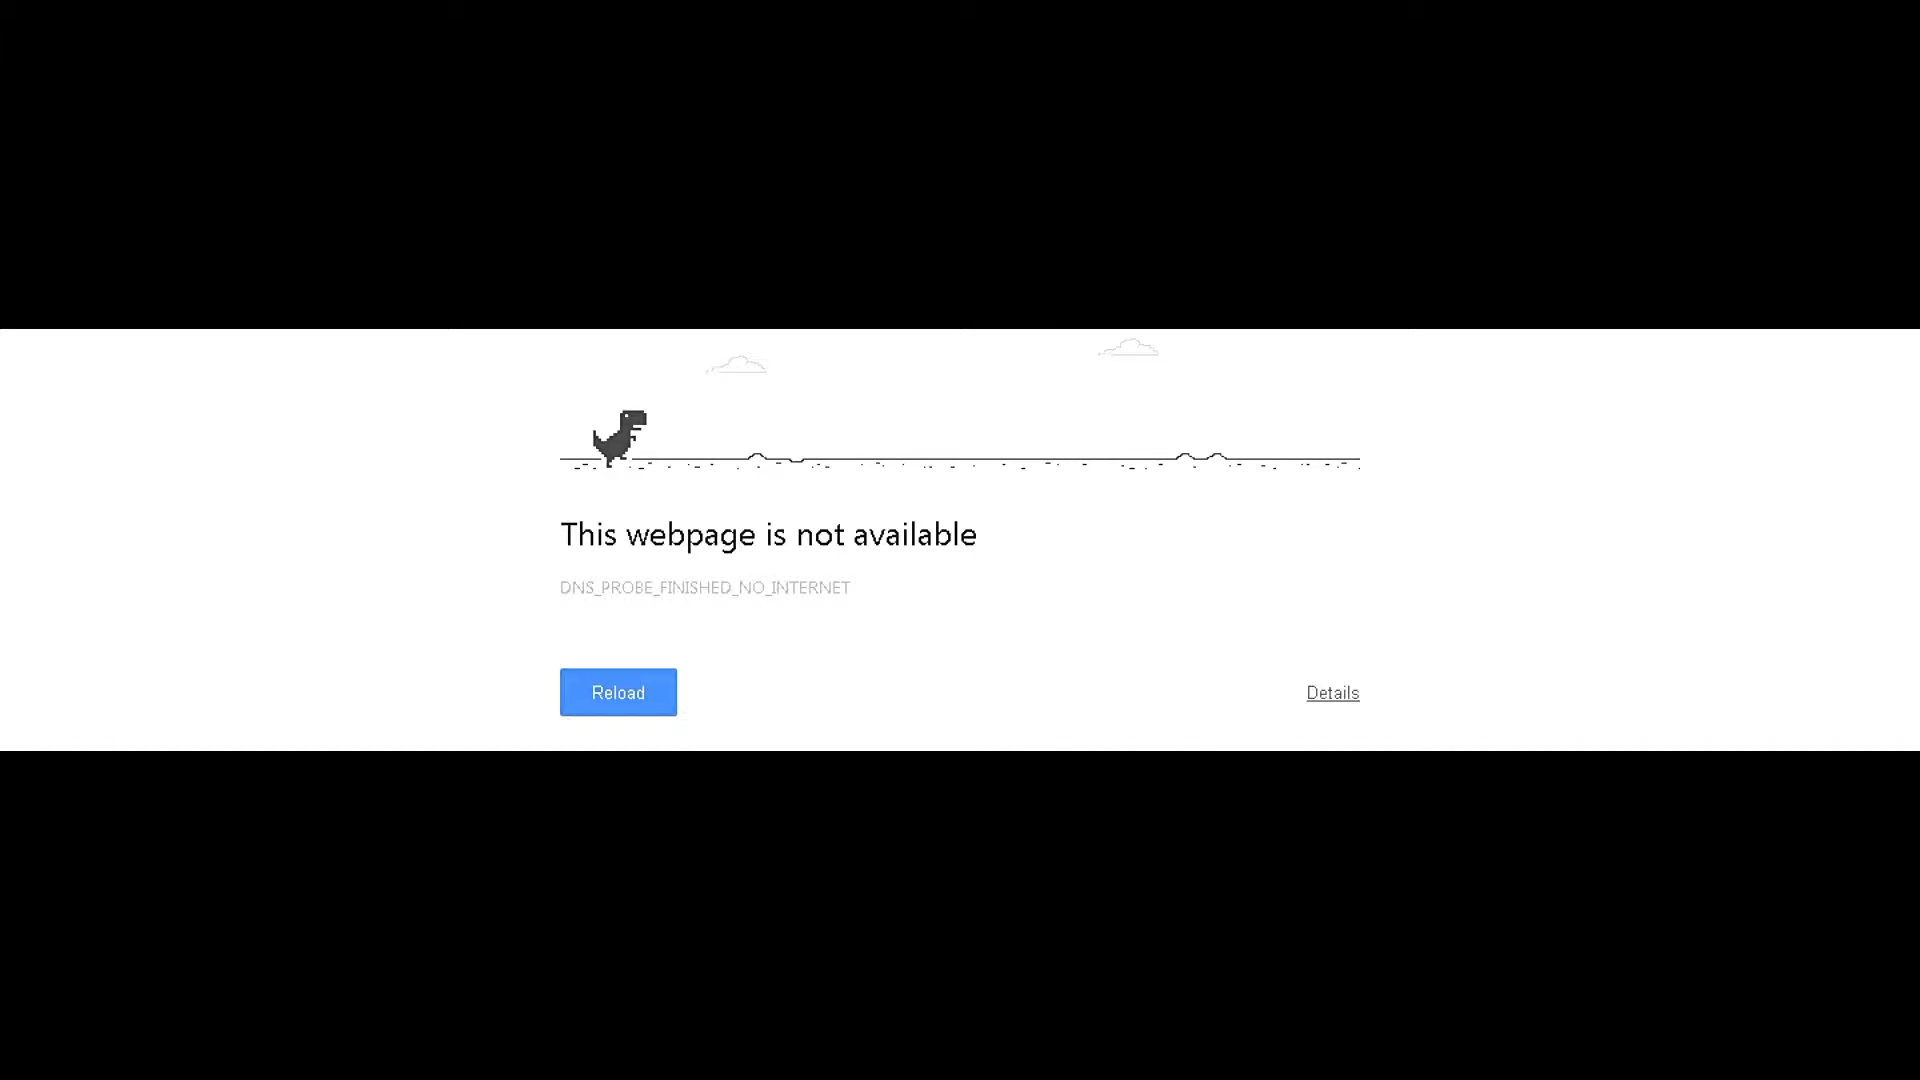 This webpage is not available
DNS_PROBE_FINISHED_NO_INTERNET
Reload
Details